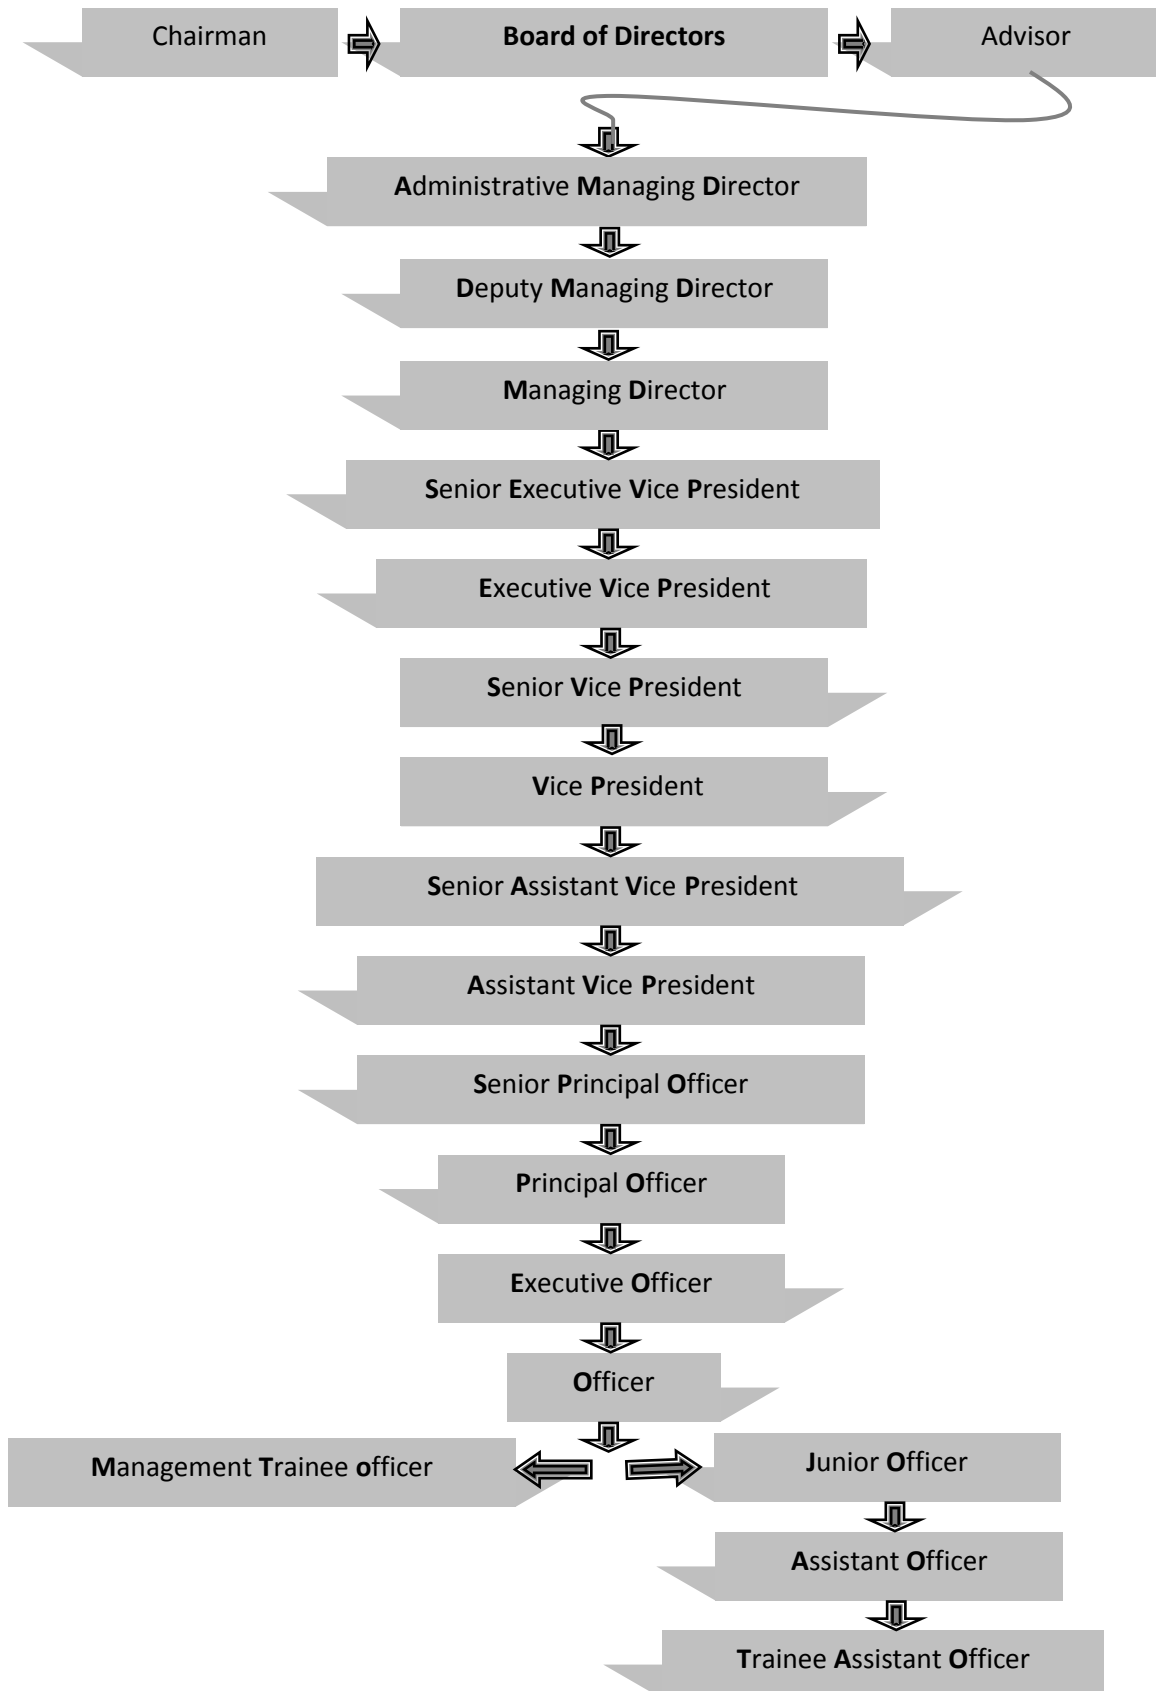 Chairman
Board of Directors
Advisor
Administrative Managing Director
Deputy Managing Director
Managing Director
Senior Executive Vice President
Executive Vice President
Senior Vice President
Vice President
Senior Assistant Vice President
Assistant Vice President
Senior Principal Officer
Principal Officer
Executive Officer
Officer
Management Trainee officer
Junior Officer
Assistant Officer
Trainee Assistant Officer